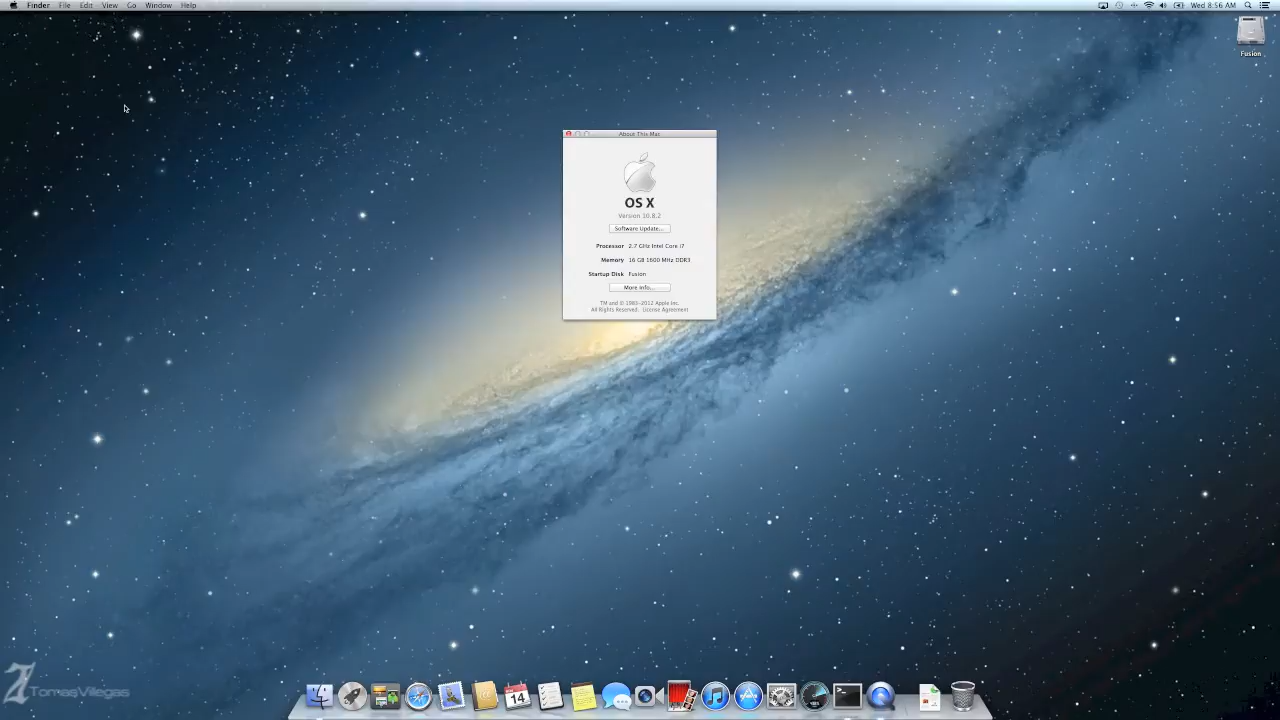 Finder File Edit View Go Window Help
Wed 8:56 AM
Fusion
About This Mac
OS X
Version 10.8.2
Software Update...
Processor 2.7 GHz Intel Core i7
Memory 16 GB 1600 MHz DDR3
Startup Disk Fusion
More Info...
TM and © 1983–2012 Apple Inc.
All Rights Reserved. License Agreement
14
TomasVillegas